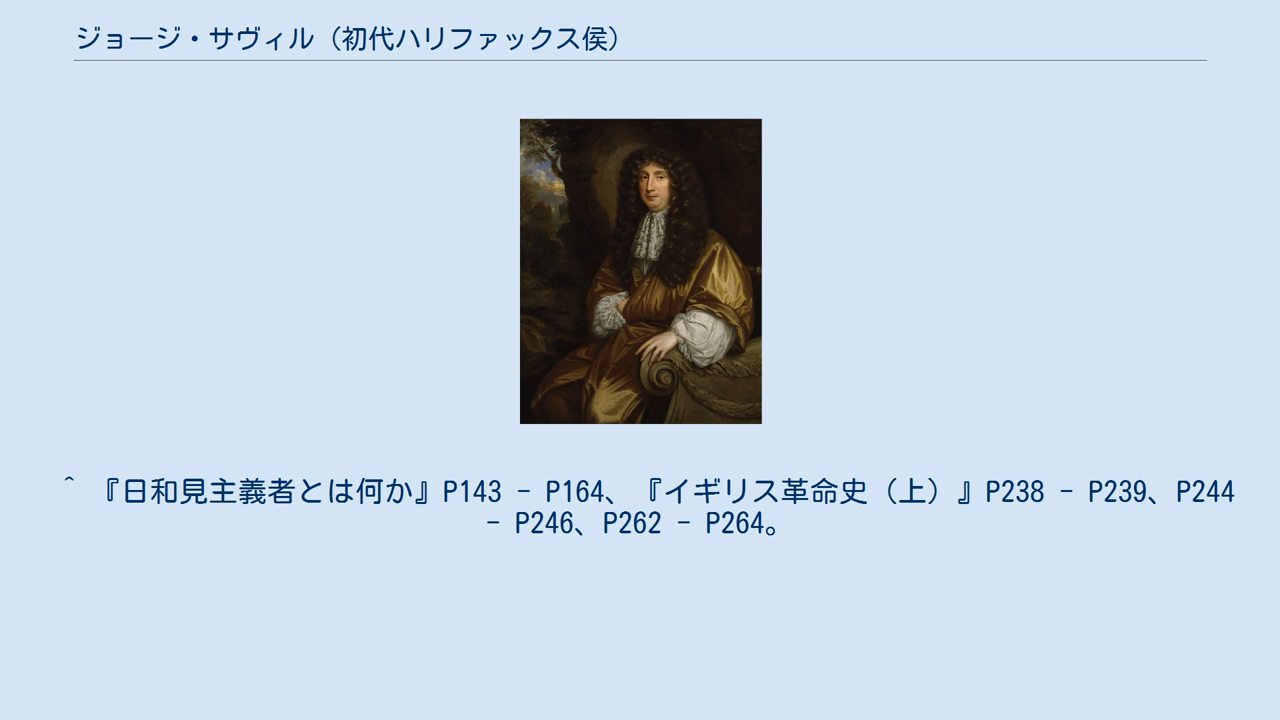 ジョージ・サヴィル（初代ハリファックス侯）
^ 『日和見主義者とは何か』P143 - P164、『イギリス革命史（上）』P238 - P239、P244
- P246、P262 - P264。